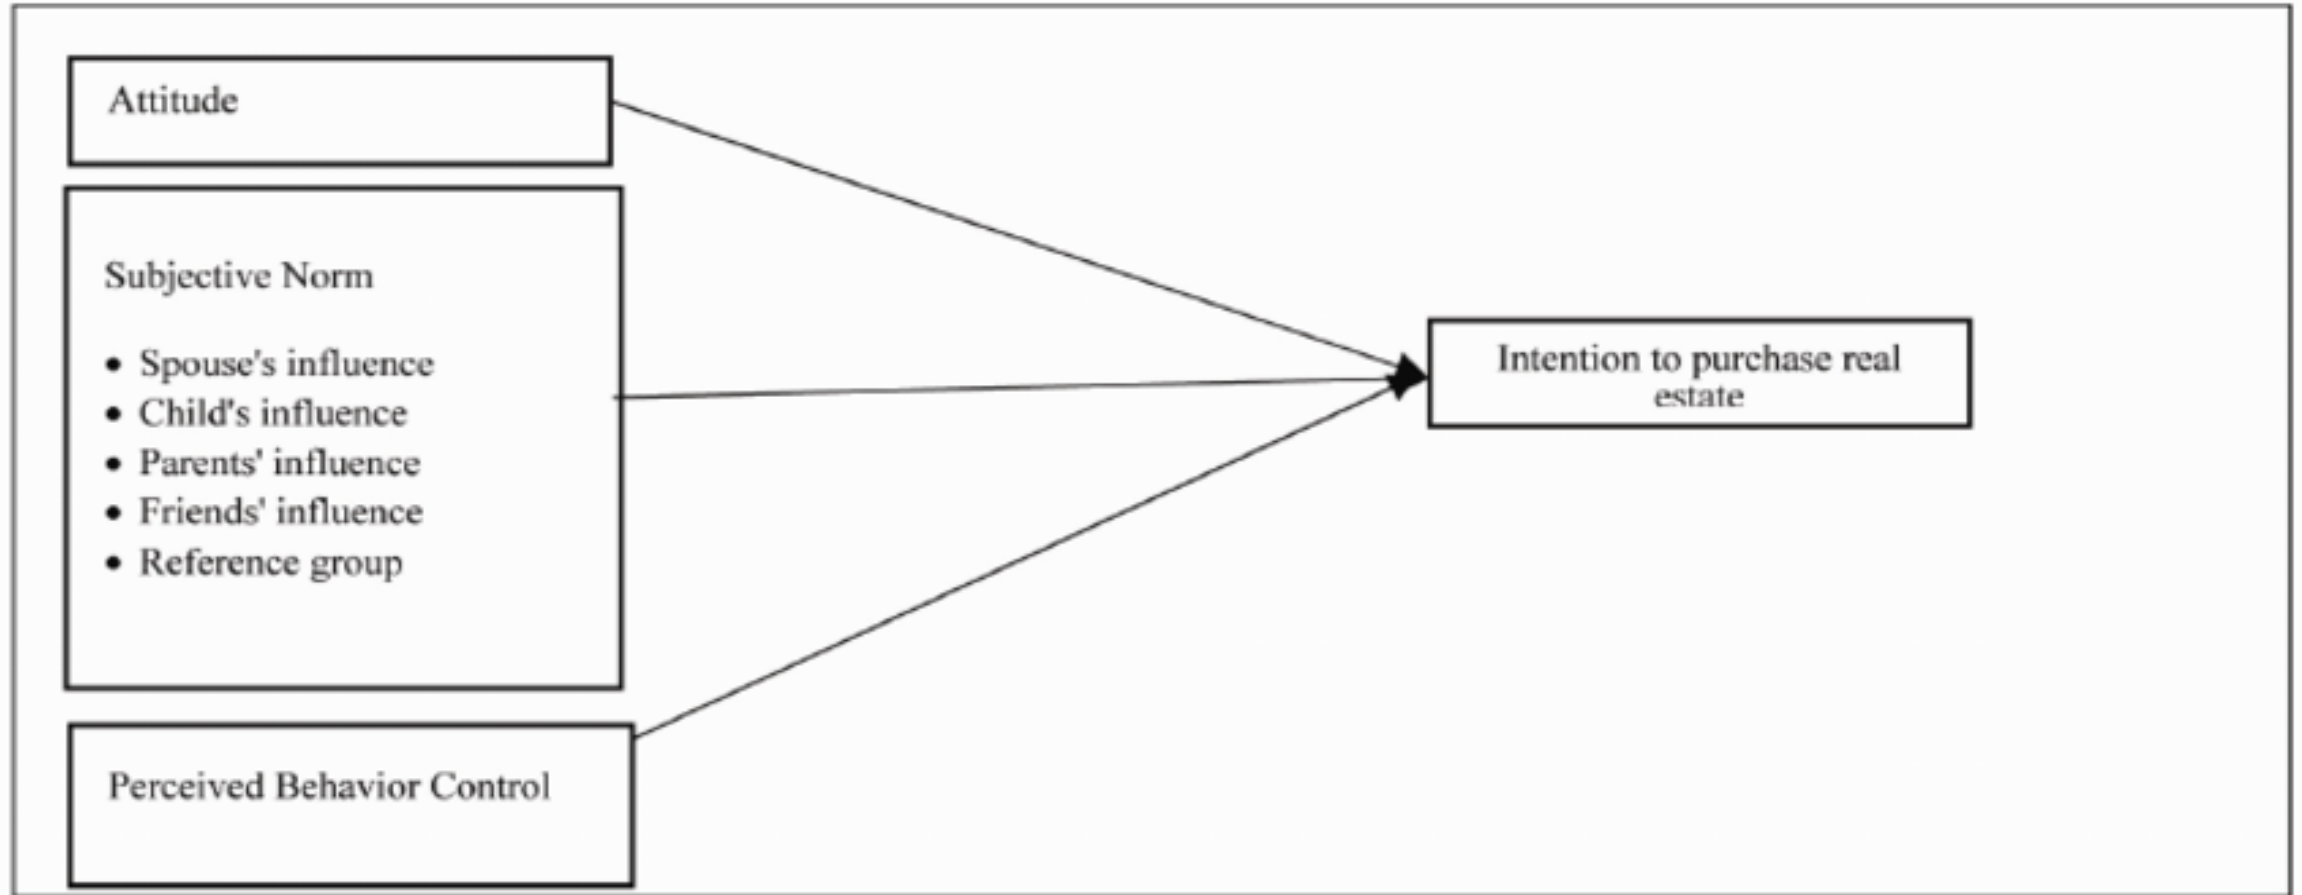 Attitude
Subjective Norm
• Spouse's influence
• Child's influence
• Parents' influence
• Friends' influence
• Reference group
Perceived Behavior Control
Intention to purchase real
estate